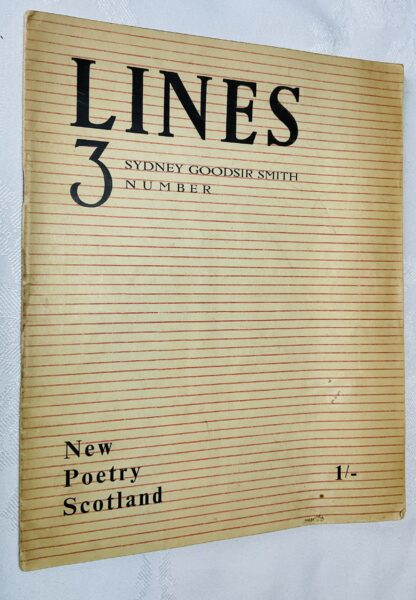 LINES
3 SYDNEY GOODSIR SMITH
NUMBER
New
Poetry
Scotland
1/-